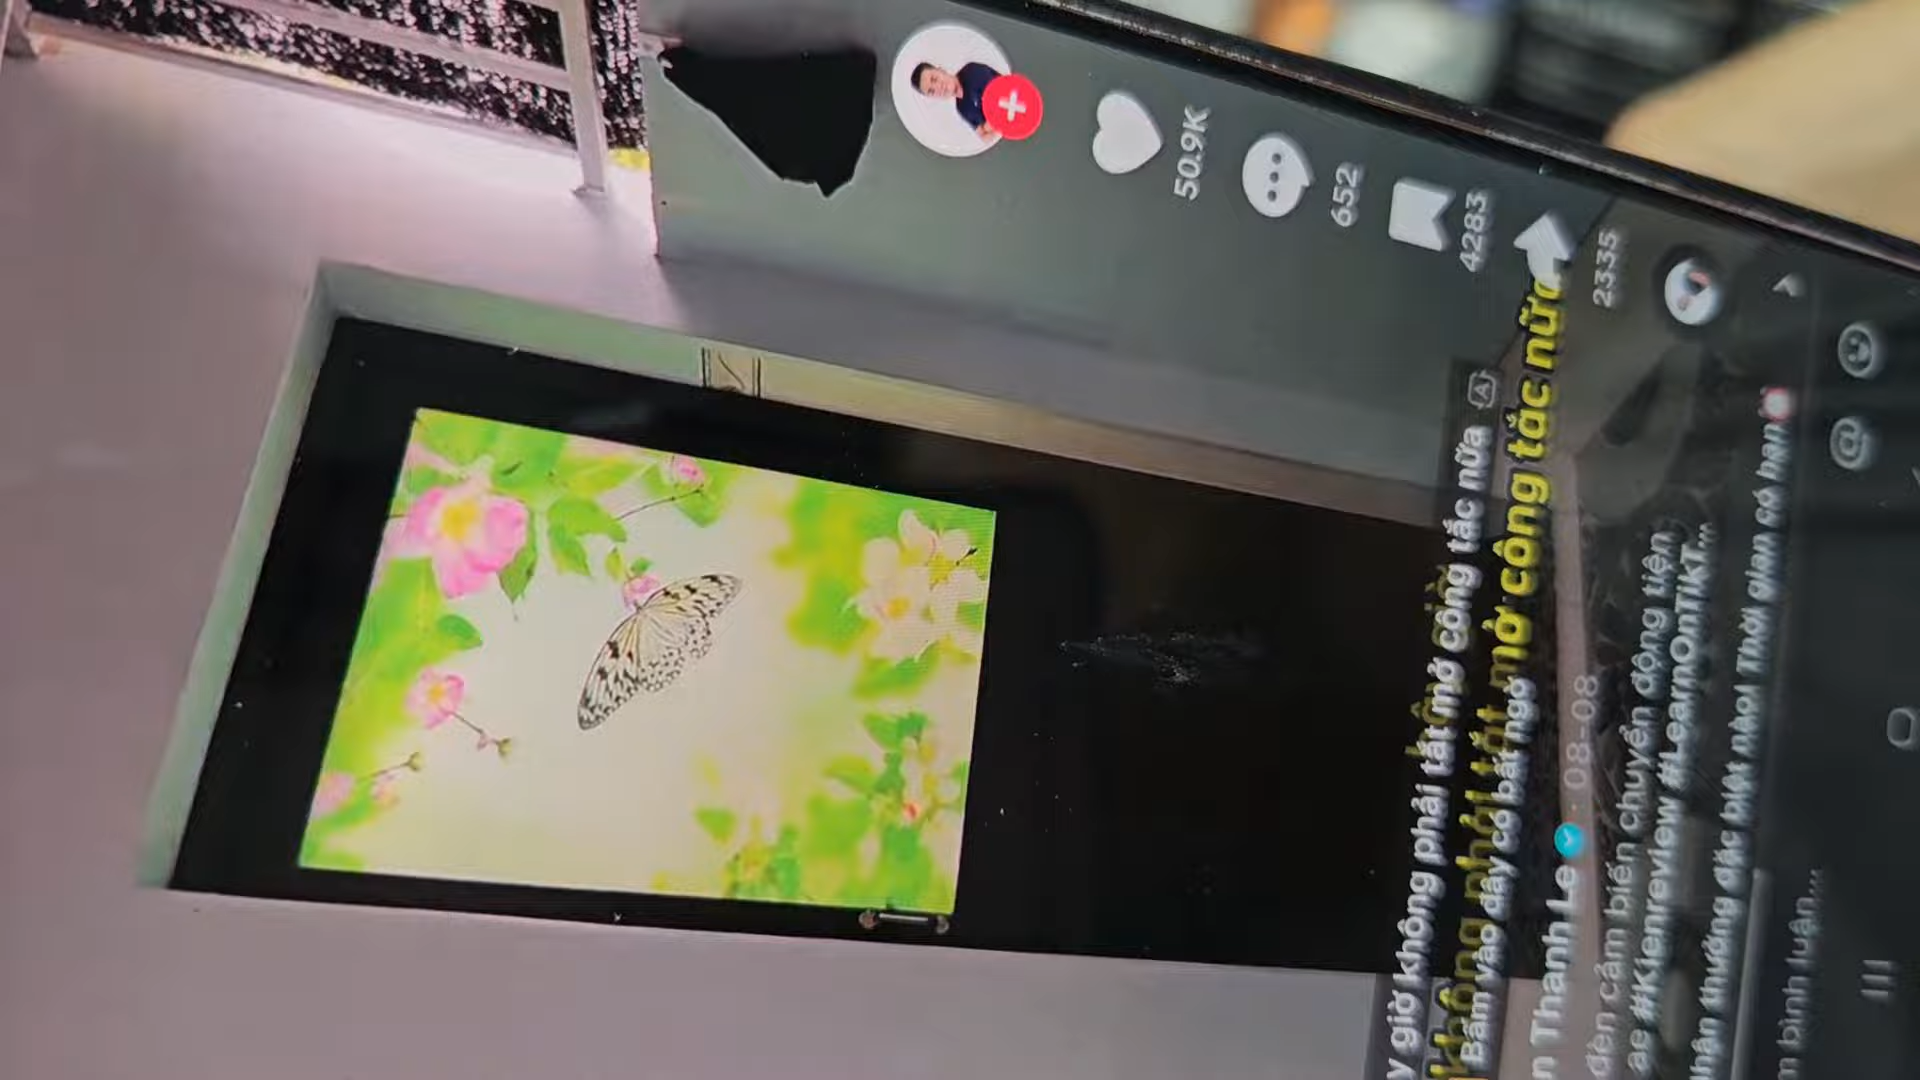 50.9K
652
4283
2335
giờ không phải tắt mở công tắc nữa
không phải tắt mở công tắc nữa
Bấm vào đây có bất ngờ
Thanh Le · 08-08
đèn cảm biến chuyển động tiện
ae #Kienreview #LearnOnTikT...
thưởng đặc biệt nào! Thời gian có hạn
bình luận...